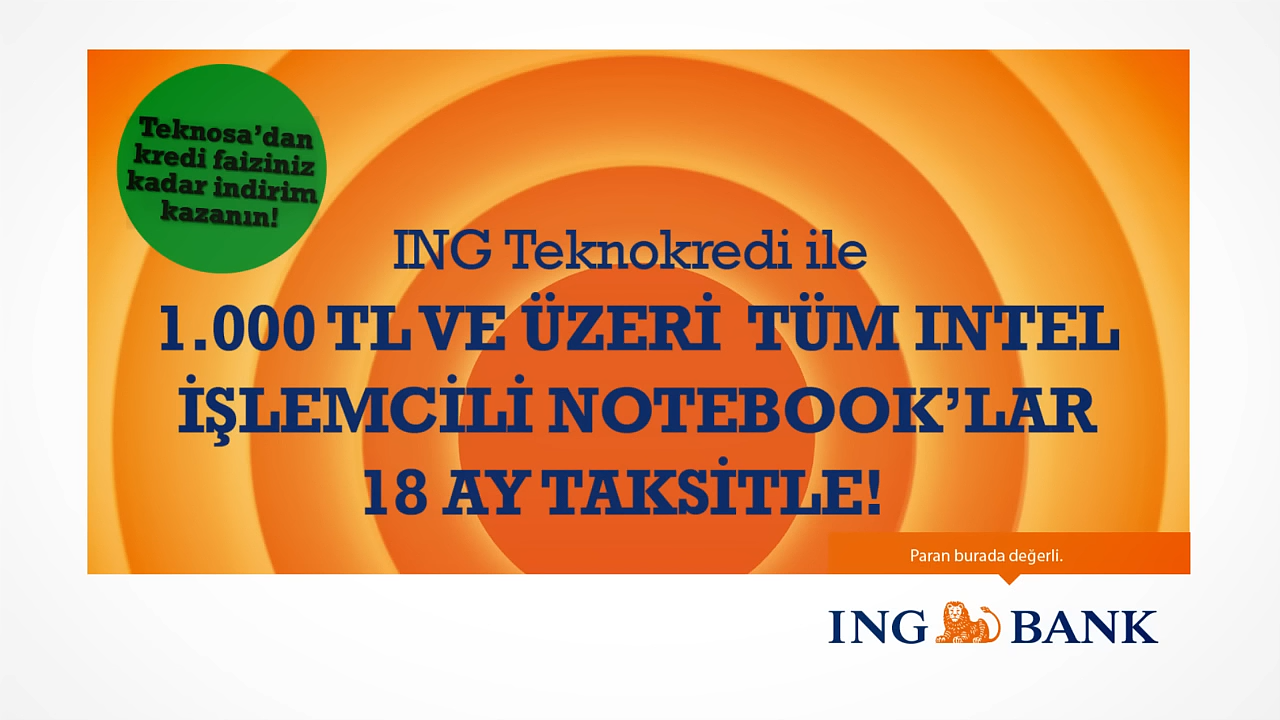 Teknosa’dan
kredi faiziniz
kadar indirim
kazanın!
ING Teknokredi ile
1.000 TL VE ÜZERİ TÜM INTEL
İŞLEMCİLİ NOTEBOOK’LAR
18 AY TAKSİTLE!
Paran burada değerli.
ING BANK